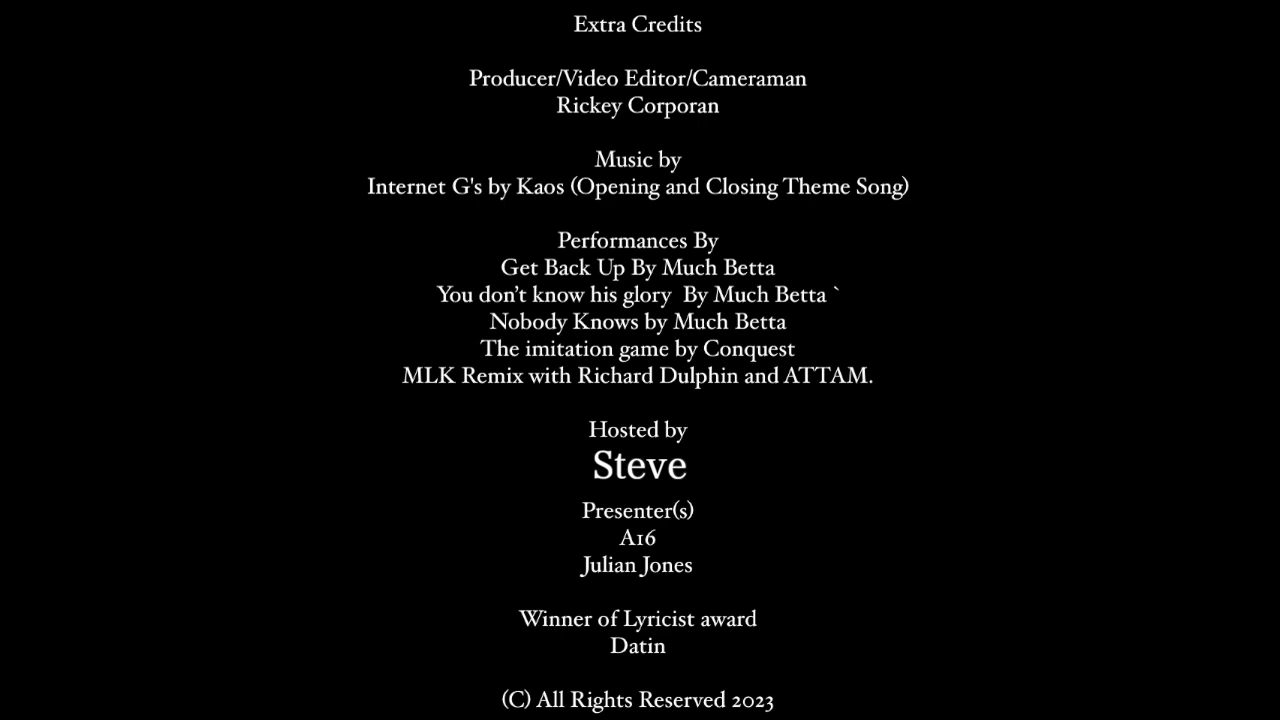 Extra Credits
Producer/Video Editor/Cameraman
Rickey Corporan
Music by
Internet G's by Kaos (Opening and Closing Theme Song)
Performances By
Get Back Up By Much Betta
You don’t know his glory  By Much Betta `
Nobody Knows by Much Betta
The imitation game by Conquest
MLK Remix with Richard Dulphin and ATTAM.
Hosted by
Steve
Presenter(s)
A16
Julian Jones
Winner of Lyricist award
Datin
(C) All Rights Reserved 2023